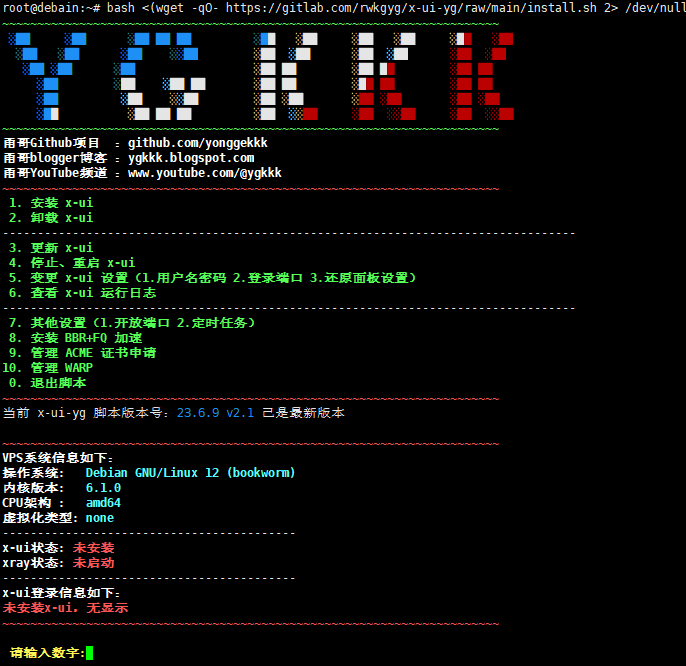 root@debain:~# bash <(wget -qO- https://gitlab.com/rwkgyg/x-ui-yg/raw/main/install.sh 2> /dev/null
~~~~~~~~~~~~~~~~~~~~~~~~~~~~~~~~~~~~~~~~~~~~~~~~~~~~~~~~~~~~~~~~~~~~~~~
~~~~~~~~~~~~~~~~~~~~~~~~~~~~~~~~~~~~~~~~~~~~~~~~~~~~~~~~~~~~~~~~~~~~~~~
甬哥Github项目 ：github.com/yonggekkk
甬哥blogger博客 ：ygkkk.blogspot.com
甬哥YouTube频道 ：www.youtube.com/@ygkkk
~~~~~~~~~~~~~~~~~~~~~~~~~~~~~~~~~~~~~~~~~~~~~~~~~~~~~~~~~~~~~~~~~~~~~~~
1. 安装 x-ui
2. 卸载 x-ui
----------------------------------------------------------------------------------
3. 更新 x-ui
4. 停止、重启 x-ui
5. 变更 x-ui 设置（1.用户名密码 2.登录端口 3.还原面板设置）
6. 查看 x-ui 运行日志
----------------------------------------------------------------------------------
7. 其他设置（1.开放端口 2.定时任务）
8. 安装 BBR+FQ 加速
9. 管理 ACME 证书申请
10. 管理 WARP
0. 退出脚本
~~~~~~~~~~~~~~~~~~~~~~~~~~~~~~~~~~~~~~~~~~~~~~~~~~~~~~~~~~~~~~~~~~~~~~~
当前 x-ui-yg 脚本版本号：23.6.9 v2.1 已是最新版本
~~~~~~~~~~~~~~~~~~~~~~~~~~~~~~~~~~~~~~~~~~~~~~~~~~~~~~~~~~~~~~~~~~~~~~~
VPS系统信息如下：
操作系统: Debian GNU/Linux 12 (bookworm)
内核版本: 6.1.0
CPU架构 : amd64
虚拟化类型: none
------------------------------------------
x-ui状态: 未安装
xray状态: 未启动
------------------------------------------
x-ui登录信息如下：
未安装x-ui，无显示
~~~~~~~~~~~~~~~~~~~~~~~~~~~~~~~~~~~~~~~~~~~~~~~~~~~~~~~~~~~~~~~~~~~~~~~
请输入数字: